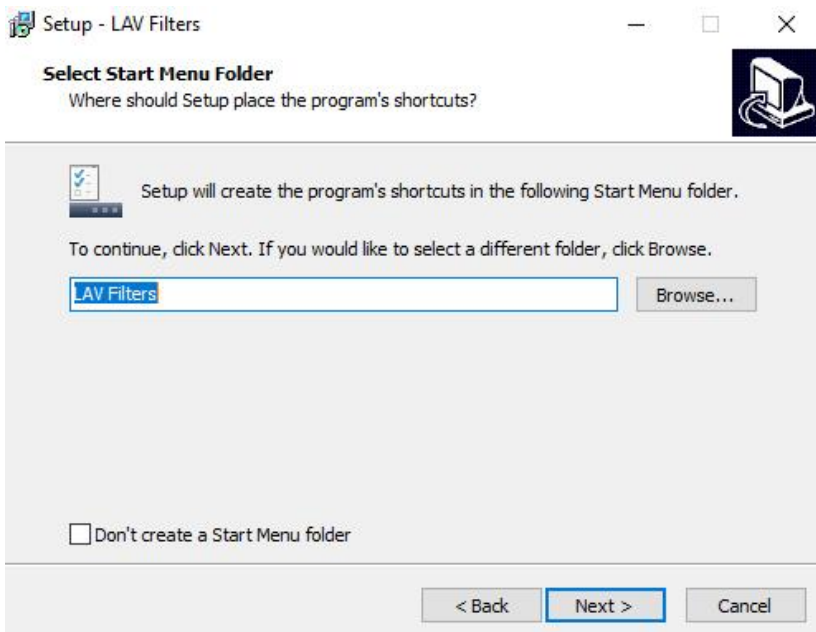 Setup - LAV Filters
Select Start Menu Folder
Where should Setup place the program's shortcuts?
Setup will create the program's shortcuts in the following Start Menu folder.
To continue, click Next. If you would like to select a different folder, click Browse.
LAV Filters
Browse...
Don't create a Start Menu folder
< Back
Next >
Cancel